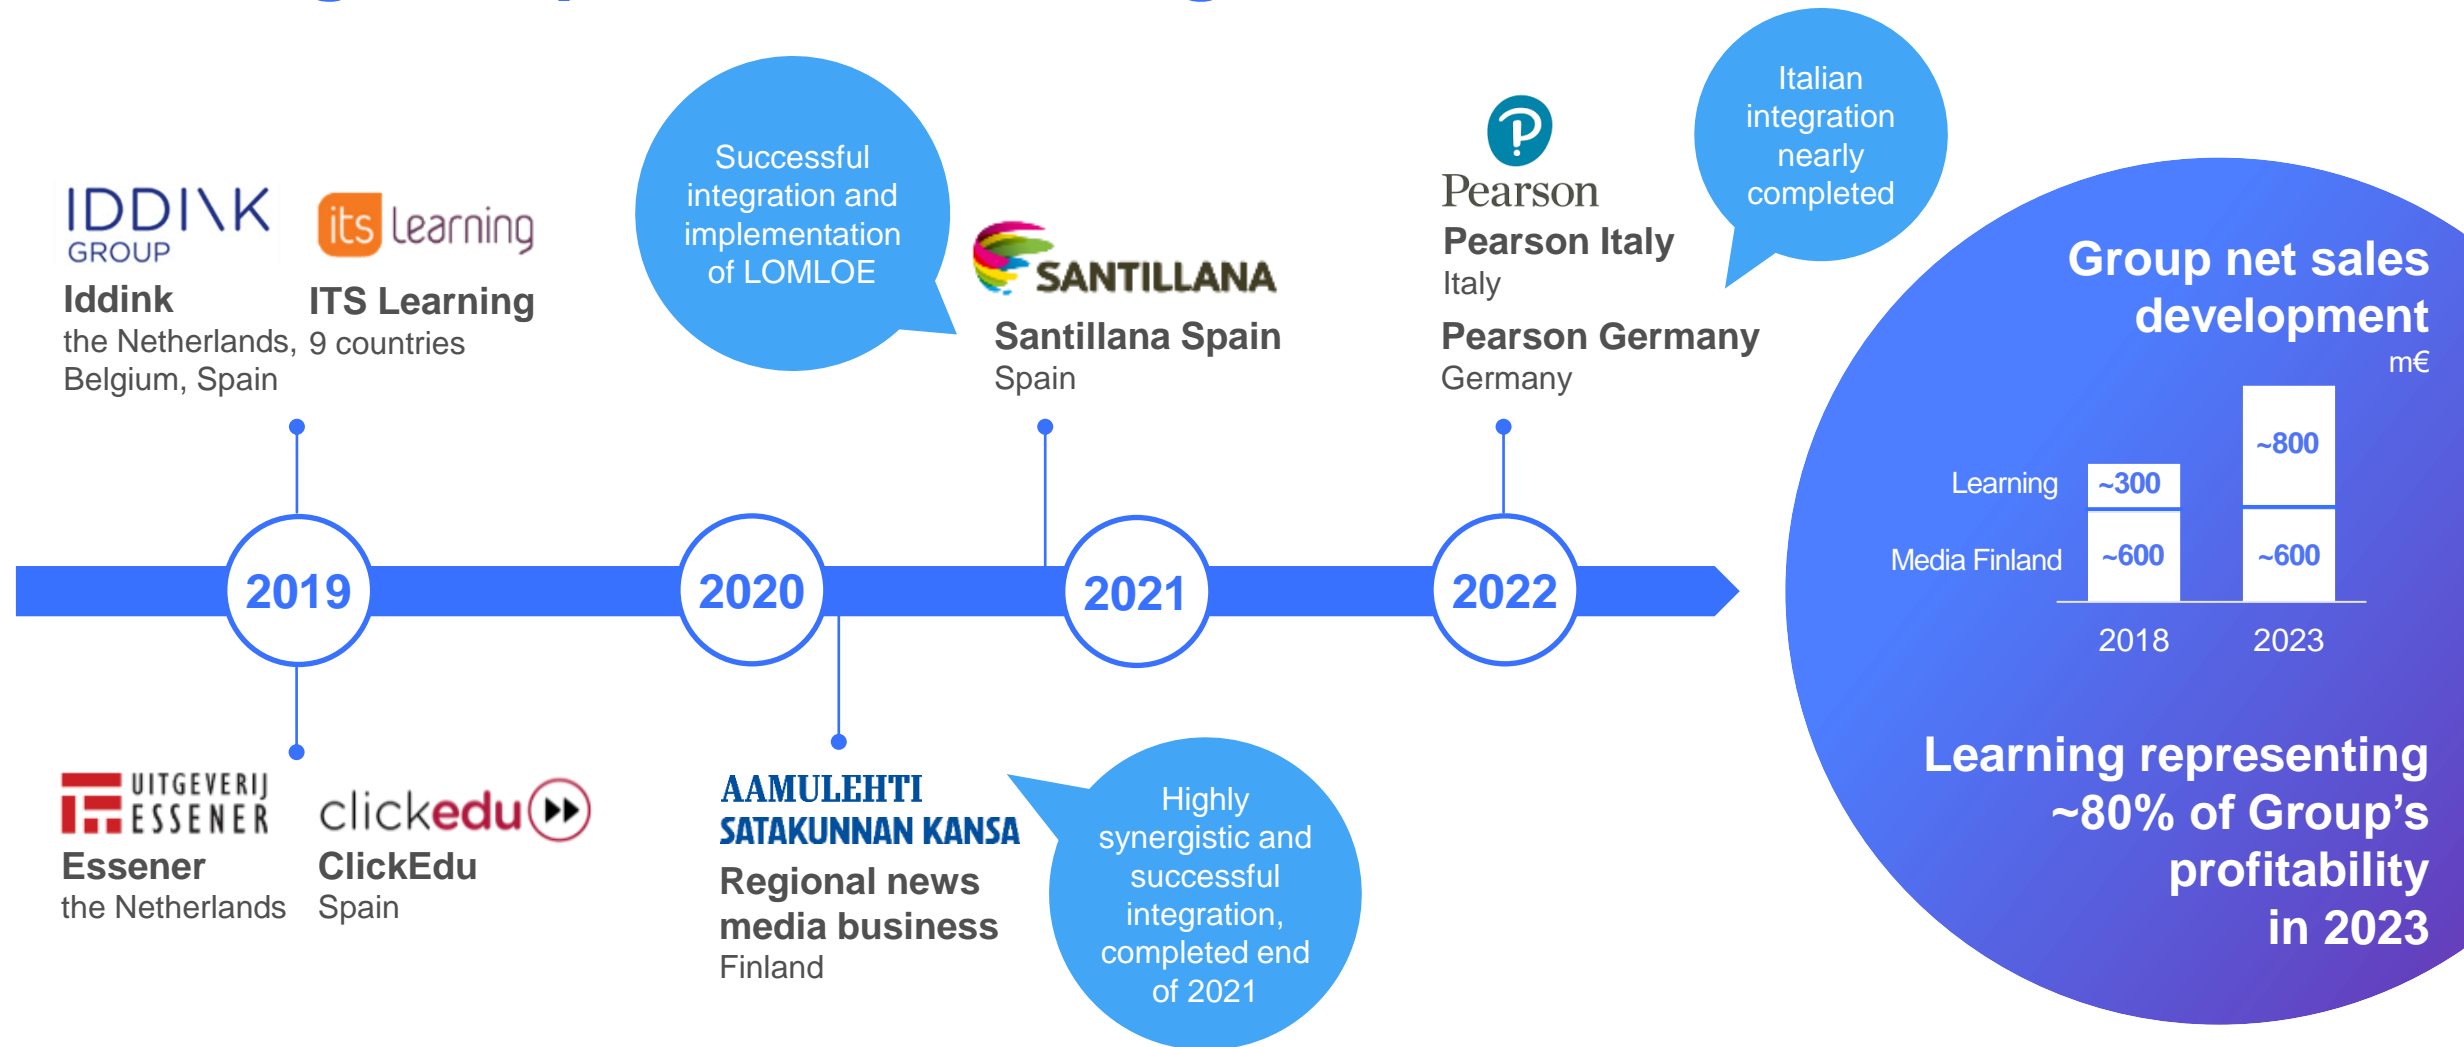 IDDINK
GROUP
Iddink
the Netherlands,
Belgium, Spain
its Learning
ITS Learning
9 countries
Successful
integration and
implementation
of LOMLOE
SANTILLANA
Santillana Spain
Spain
Pearson
Pearson Italy
Italy
Pearson Germany
Germany
Italian
integration
nearly
completed
2019
2020
2021
2022
UITGEVERIJ
ESSENER
Essener
the Netherlands
clickedu
ClickEdu
Spain
AAMULEHTI
SATAKUNNAN KANSA
Regional news
media business
Finland
Highly
synergistic and
successful
integration,
completed end
of 2021
Group net sales
development
m€
~800
Learning ~300
Media Finland ~600 ~600
2018 2023
Learning representing
~80% of Group’s
profitability
in 2023